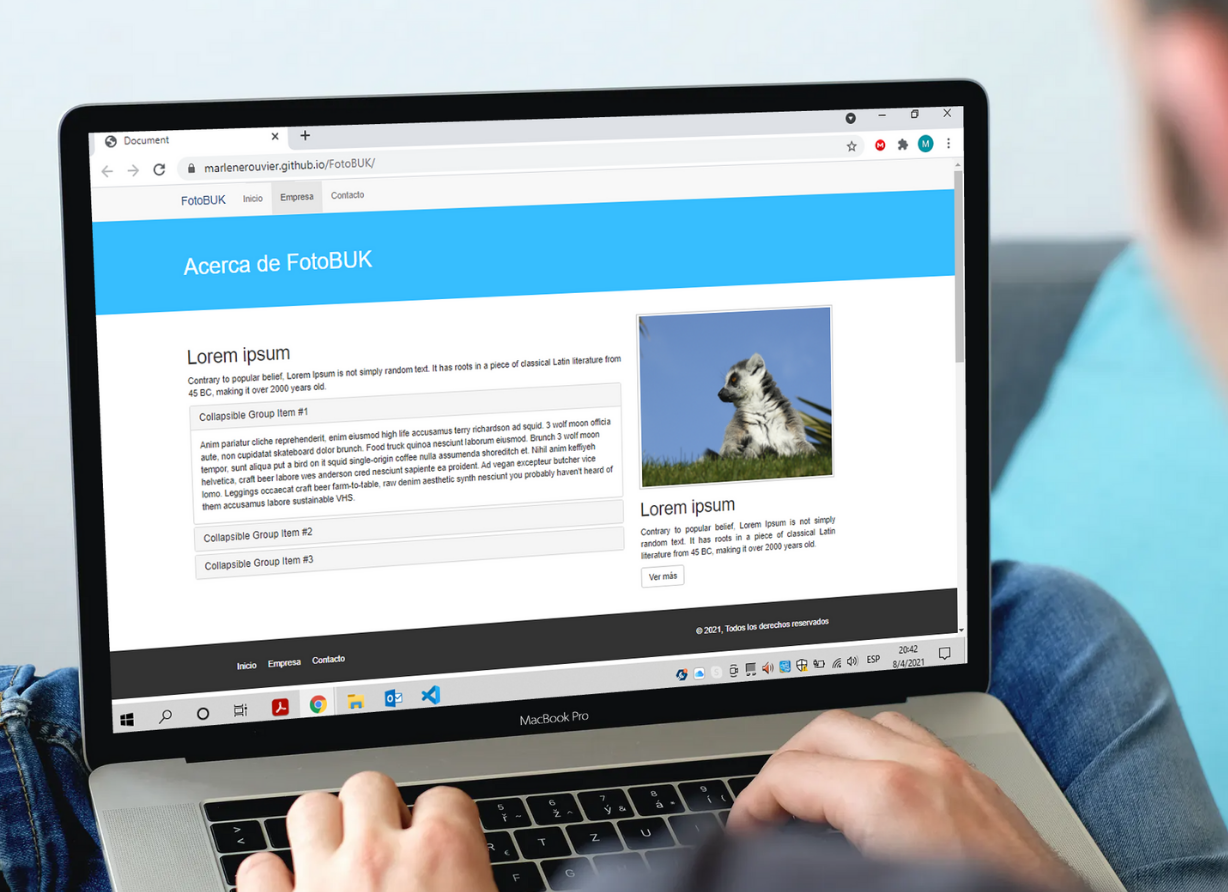 Document
marlenerouvier.github.io/FotoBUK/
M
FotoBUK Inicio Empresa Contacto
Acerca de FotoBUK
Lorem ipsum
Contrary to popular belief, Lorem Ipsum is not simply random text. It has roots in a piece of classical Latin literature from
45 BC, making it over 2000 years old.
Collapsible Group Item #1
Anim pariatur cliche reprehenderit, enim eiusmod high life accusamus terry richardson ad squid. 3 wolf moon officia
aute, non cupidatat skateboard dolor brunch. Food truck quinoa nesciunt laborum eiusmod. Brunch 3 wolf moon
tempor, sunt aliqua put a bird on it squid single-origin coffee nulla assumenda shoreditch et. Nihil anim keffiyeh
helvetica, craft beer labore wes anderson cred nesciunt sapiente ea proident. Ad vegan excepteur butcher vice
lomo. Leggings occaecat craft beer farm-to-table, raw denim aesthetic synth nesciunt you probably haven't heard of
them accusamus labore sustainable VHS.
Collapsible Group Item #2
Collapsible Group Item #3
Lorem ipsum
Contrary to popular belief, Lorem Ipsum is not simply
random text. It has roots in a piece of classical Latin
literature from 45 BC, making it over 2000 years old.
Ver más
Inicio Empresa Contacto
© 2021, Todos los derechos reservados
ESP
20:42
8/4/2021
MacBook Pro
5 6 7 8 9
ř ž ý á í
R T Z U
F G